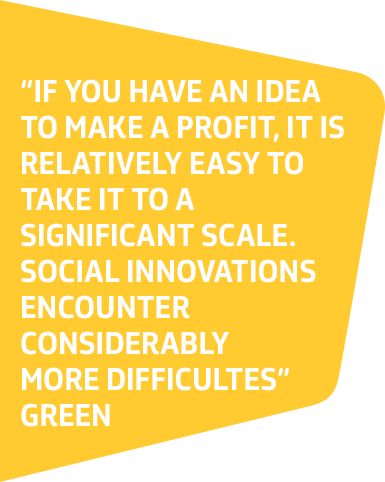 “IF YOU HAVE AN IDEA
TO MAKE A PROFIT, IT IS
RELATIVELY EASY TO
TAKE IT TO A
SIGNIFICANT SCALE.
SOCIAL INNOVATIONS
ENCOUNTER
CONSIDERABLY
MORE DIFFICULTES”
GREEN